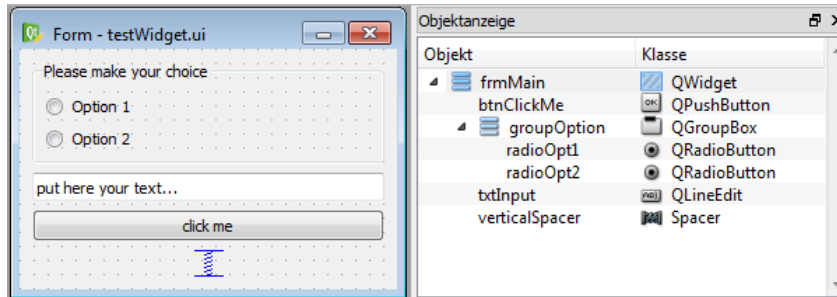 Form - testWidget.ui
Please make your choice
Option 1
Option 2
put here your text...
click me
Objektanzeige
Objekt Klasse
frmMain QWidget
btnClickMe QPushButton
groupOption QGroupBox
radioOpt1 QRadioButton
radioOpt2 QRadioButton
txtInput QLineEdit
verticalSpacer Spacer